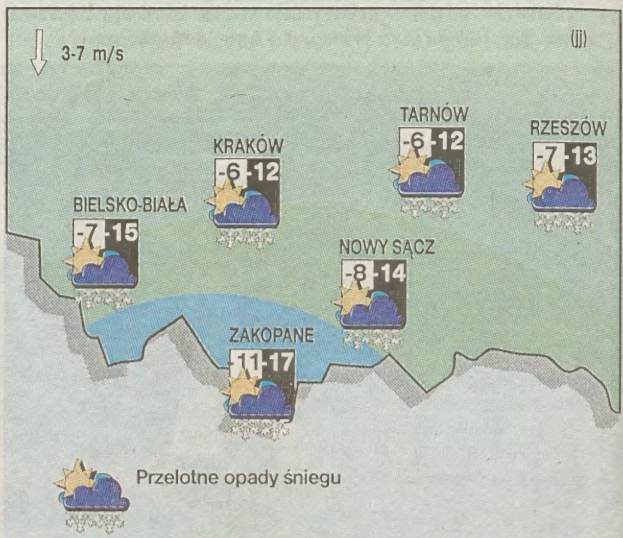 3-7 m/s
(jj)
TARNÓW
-6 -12
RZESZÓW
-7 -13
KRAKÓW
-6 -12
BIELSKO-BIAŁA
-7 -15
NOWY SĄCZ
-8 -14
ZAKOPANE
-11 -17
Przelotne opady śniegu